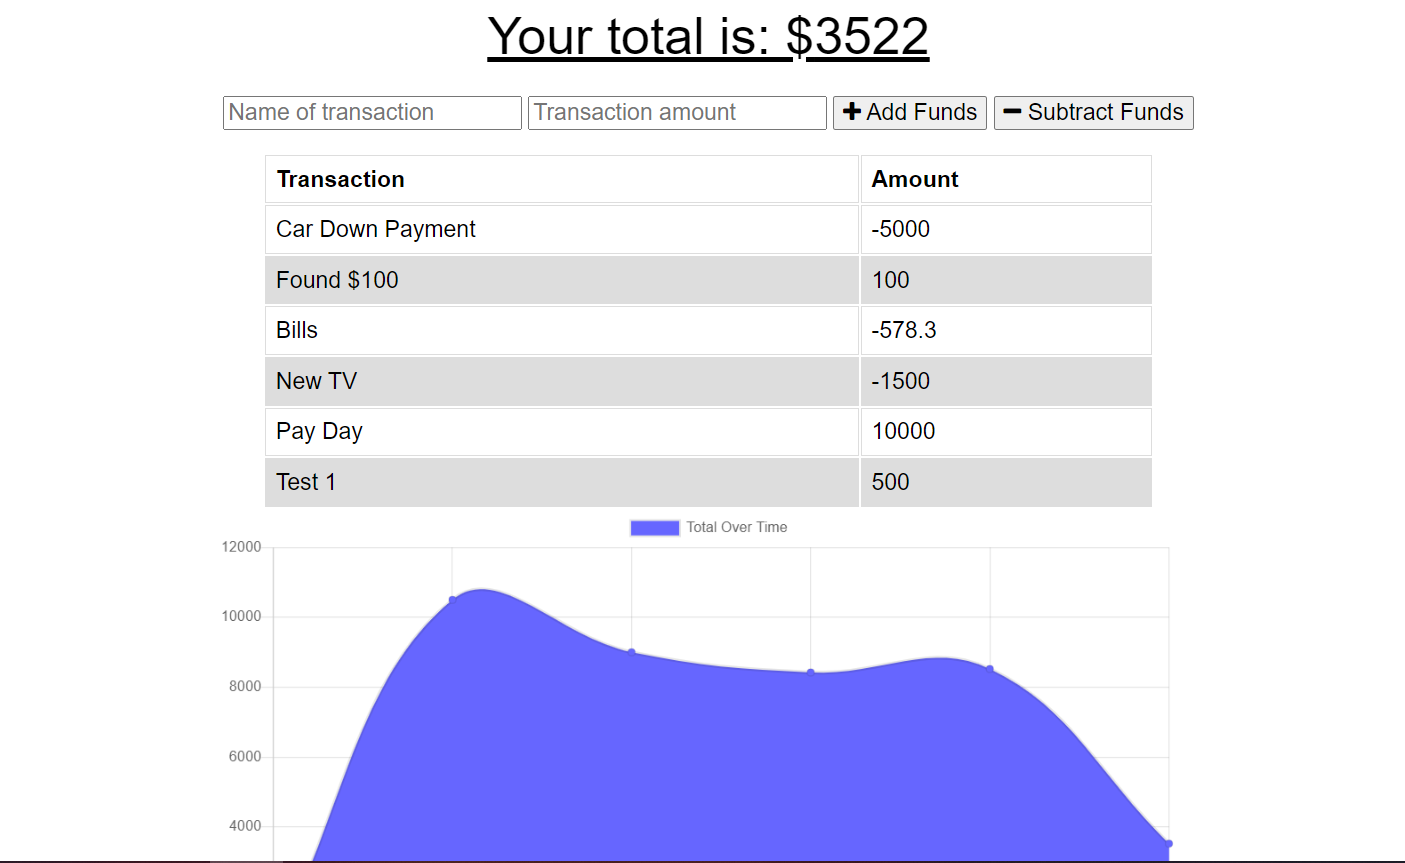 Your total is: $3522
Name of transaction Transaction amount Add Funds Subtract Funds
Transaction Amount
Car Down Payment -5000
Found $100 100
Bills -578.3
New TV -1500
Pay Day 10000
Test 1 500
Total Over Time
12000
10000
8000
6000
4000